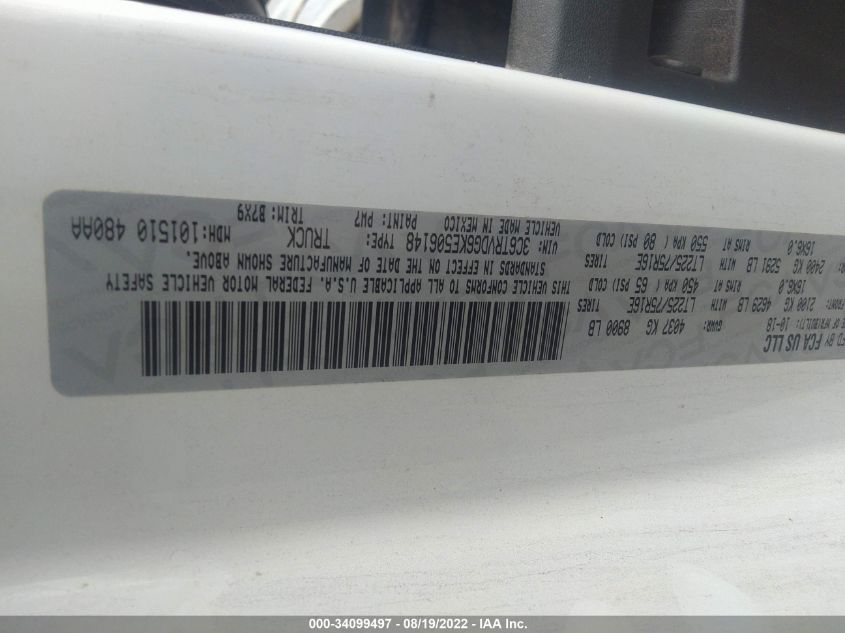 FCA US LLC
10-18 GVWR: 4037 KG 8900 LB
2100 KG 4629 LB WITH LT225/75R16E TIRES
16X6.0 RIMS AT 450 KPA ( 65 PSI) COLD
2400 KG 5291 LB WITH LT225/75R16E TIRES
16X6.0 RIMS AT 550 KPA ( 80 PSI) COLD
THIS VEHICLE CONFORMS TO ALL APPLICABLE U.S.A. FEDERAL MOTOR VEHICLE SAFETY
STANDARDS IN EFFECT ON THE DATE OF MANUFACTURE SHOWN ABOVE.
VIN: 3C6TRVDG6KE506148 TYPE: TRUCK MDH: 101510 480AA
VEHICLE MADE IN MEXICO PAINT: PW7 TRIM: B7X9
000-34099497 - 08/19/2022 - IAA Inc.